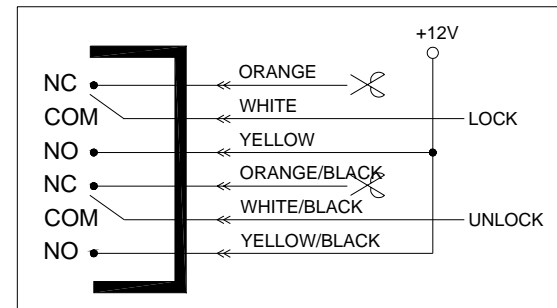 +12V
NC ORANGE
COM WHITE LOCK
NO YELLOW
NC ORANGE/BLACK
COM WHITE/BLACK UNLOCK
NO YELLOW/BLACK